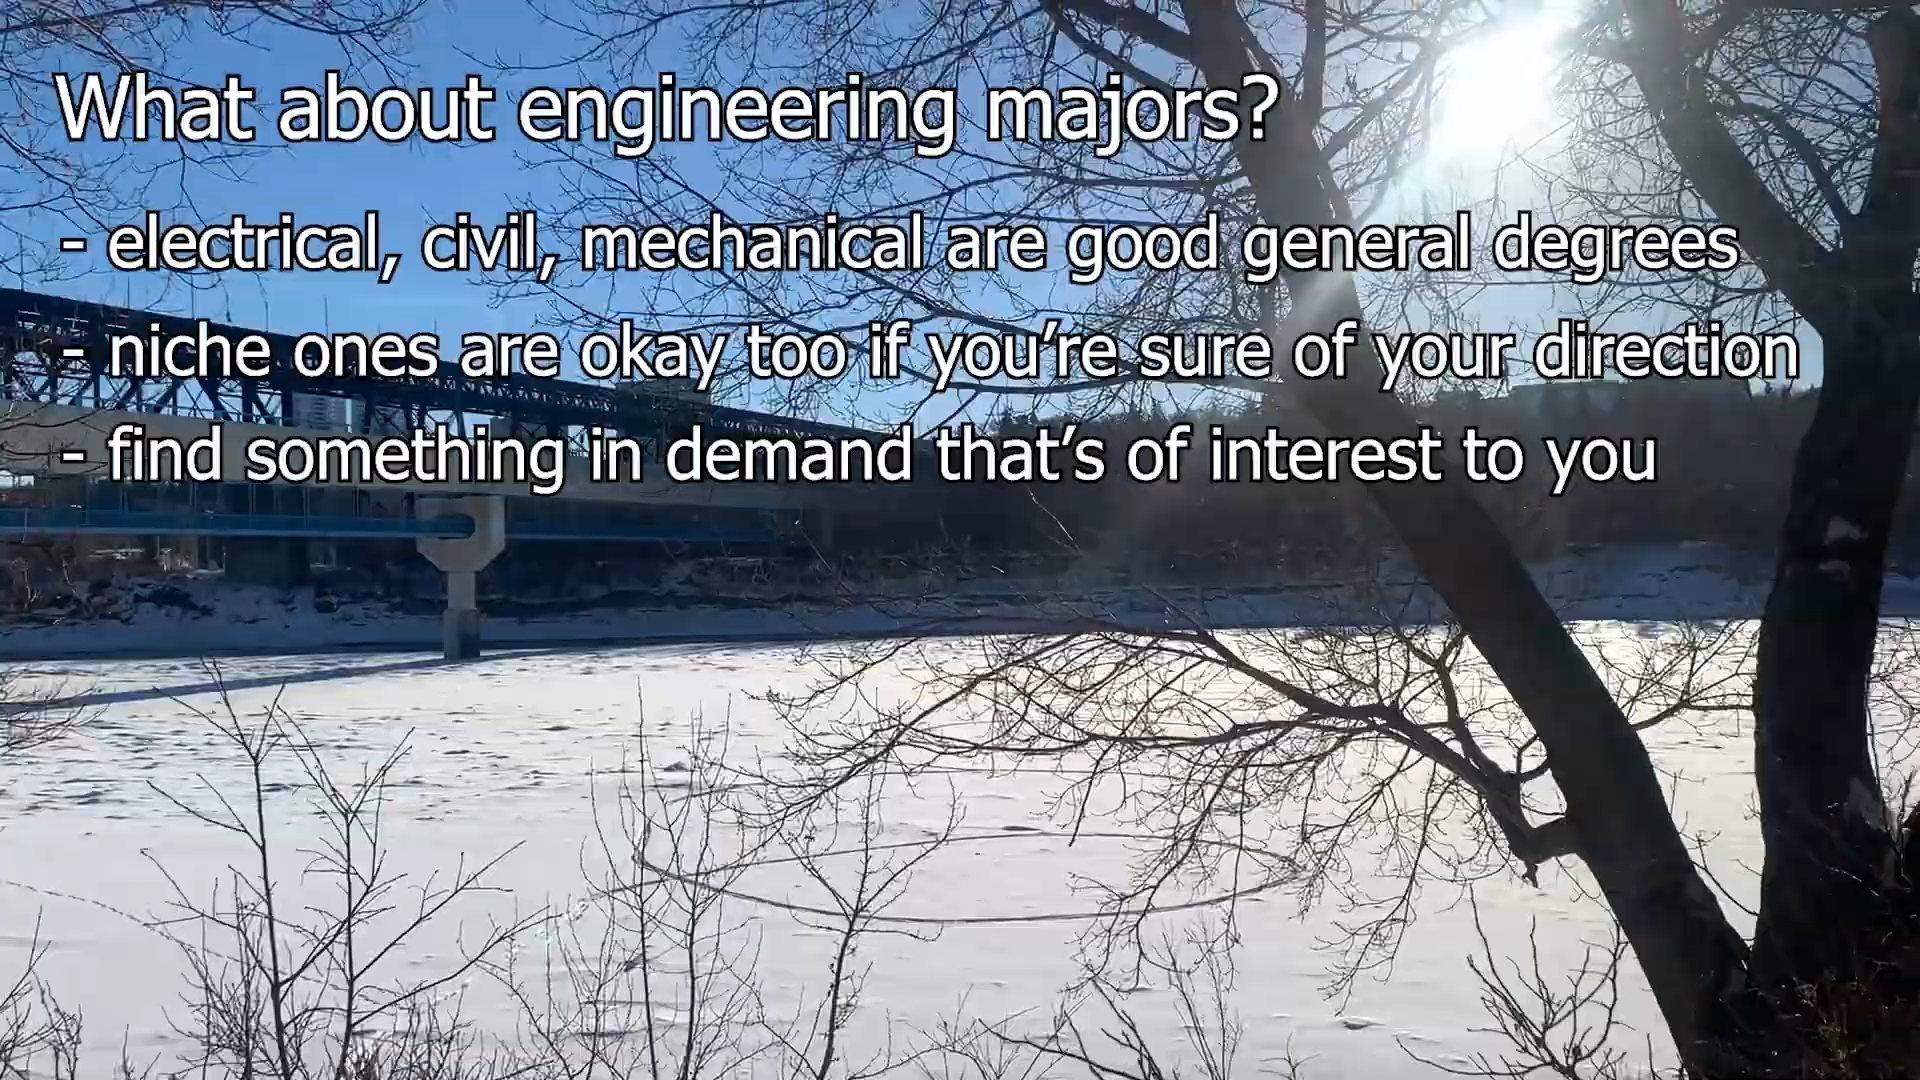 What about engineering majors?
- electrical, civil, mechanical are good general degrees
- niche ones are okay too if you’re sure of your direction
- find something in demand that’s of interest to you